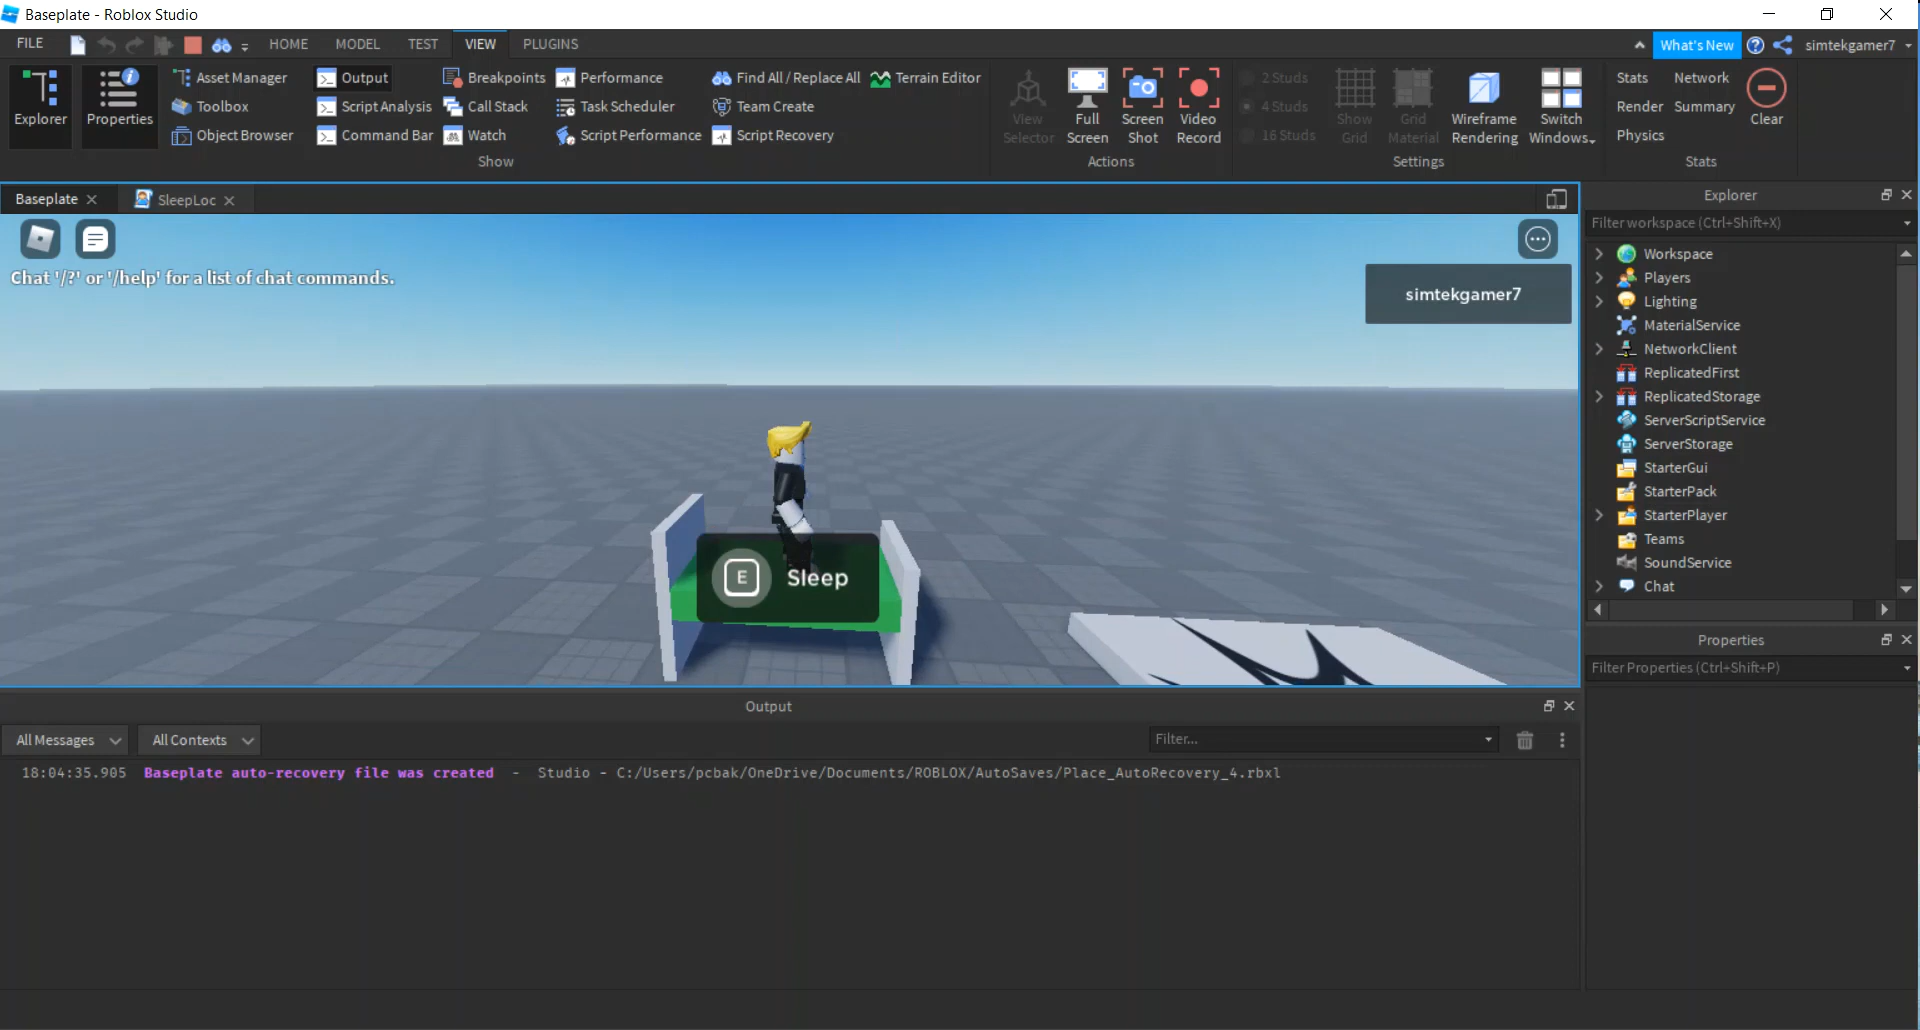 Baseplate - Roblox Studio
FILE HOME MODEL TEST VIEW PLUGINS
What's New simtekgamer7
Explorer
Properties
Asset Manager
Toolbox
Object Browser
Output
Script Analysis
Command Bar
Breakpoints
Call Stack
Watch
Performance
Task Scheduler
Script Performance
Find All / Replace All
Team Create
Script Recovery
Terrain Editor
Show
View Selector
Full Screen
Screen Shot
Video Record
Actions
2 Studs
4 Studs
16 Studs
Show Grid
Grid Material
Wireframe Rendering
Switch Windows
Settings
Stats
Render
Physics
Network
Summary
Clear
Stats
Baseplate
SleepLoc
Chat '/?' or '/help' for a list of chat commands.
simtekgamer7
E
Sleep
Explorer
Filter workspace (Ctrl+Shift+X)
Workspace
Players
Lighting
MaterialService
NetworkClient
ReplicatedFirst
ReplicatedStorage
ServerScriptService
ServerStorage
StarterGui
StarterPack
StarterPlayer
Teams
SoundService
Chat
Properties
Filter Properties (Ctrl+Shift+P)
Output
All Messages
All Contexts
Filter...
18:04:35.905 Baseplate auto-recovery file was created - Studio - C:/Users/pcbak/OneDrive/Documents/ROBLOX/AutoSaves/Place_AutoRecovery_4.rbxl